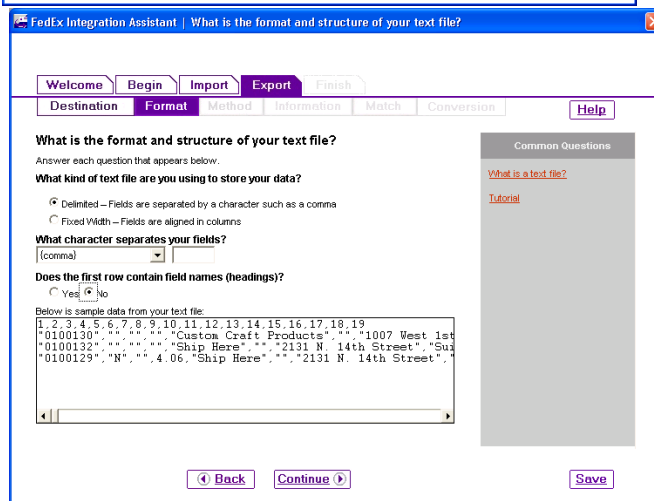 FedEx Integration Assistant | What is the format and structure of your text file?
Welcome Begin Import Export Finish
Destination Format Method Information Match Conversion
Help
What is the format and structure of your text file?
Answer each question that appears below.
What kind of text file are you using to store your data?
Delimited – Fields are separated by a character such as a comma
Fixed Width – Fields are aligned in columns
What character separates your fields?
{comma}
Does the first row contain field names (headings)?
Yes No
Below is sample data from your text file:
1,2,3,4,5,6,7,8,9,10,11,12,13,14,15,16,17,18,19
"0100130","","","","Custom Craft Products","","1007 West 1st
"0100132","","","","Ship Here","","2131 N. 14th Street","Sui
"0100129","N","",4.06,"Ship Here","","2131 N. 14th Street","
Common Questions
What is a text file?
Tutorial
Back Continue Save